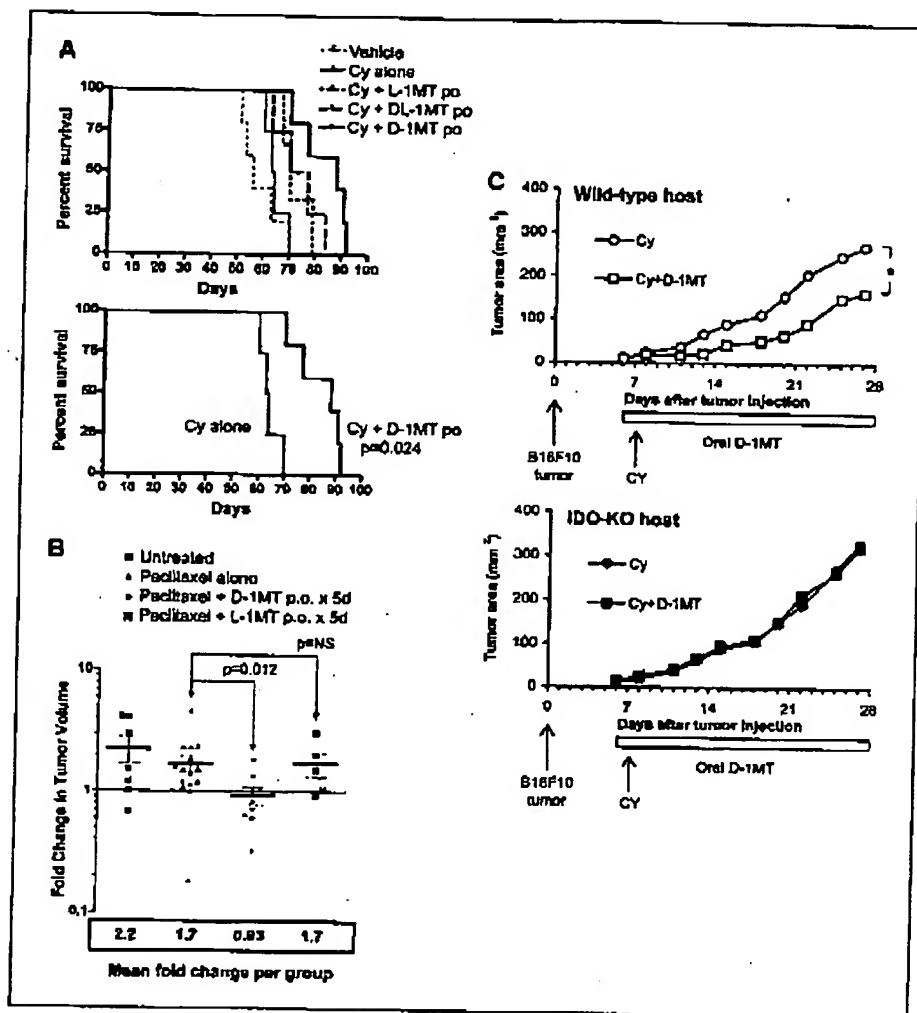 A
Vehicle
Cy alone
Cy + L-1MT po
Cy + DL-1MT po
Cy + D-1MT po
Percent survival
100
75
50
25
0
0 10 20 30 40 50 60 70 80 90 100
Days
Percent survival
100
75
50
25
0
Cy alone
Cy + D-1MT po
p=0.024
0 10 20 30 40 50 60 70 80 90 100
Days
B
Untreated
Paclitaxel alone
Paclitaxel + D-1MT p.o. x 5d
Paclitaxel + L-1MT p.o. x 5d
p=NS
p=0.012
Fold Change in Tumor Volume
10
1
0.1
2.2 1.7 0.93 1.7
Mean fold change per group
C
Wild-type host
Cy
Cy+D-1MT
*
Tumor area (mm²)
400
300
200
100
0
0 7 14 21 28
Days after tumor injection
Oral D-1MT
B16F10
tumor
CY
IDO-KO host
Cy
Cy+D-1MT
Tumor area (mm²)
400
300
200
100
0
0 7 14 21 28
Days after tumor injection
Oral D-1MT
B16F10
tumor
CY